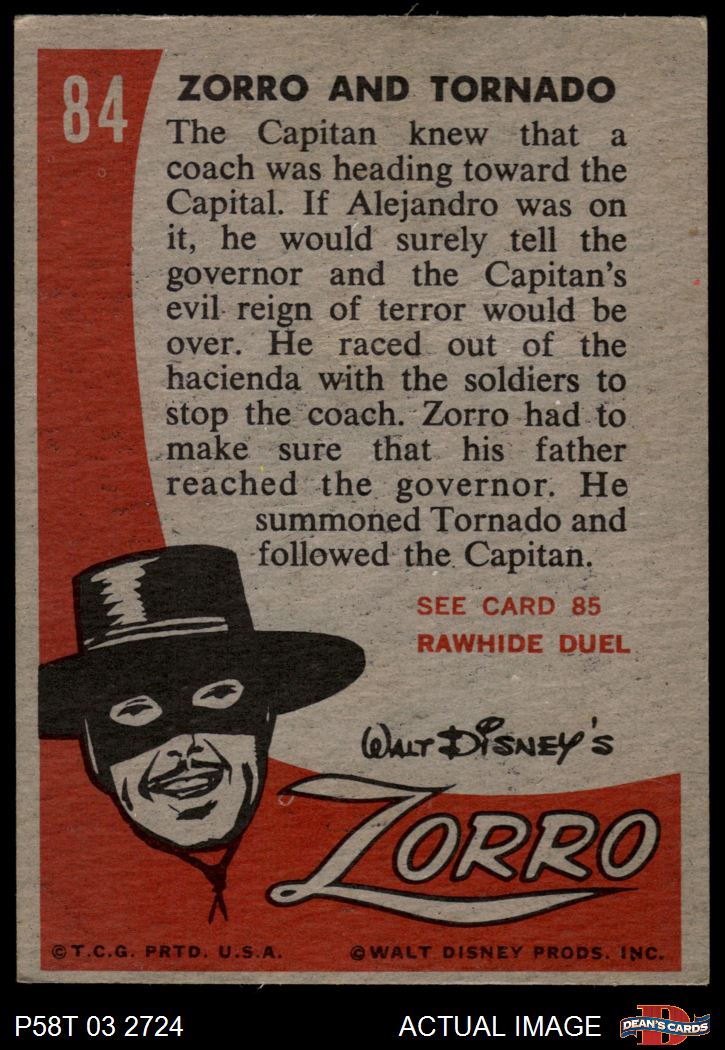 84
ZORRO AND TORNADO
The Capitan knew that a
coach was heading toward the
Capital. If Alejandro was on
it, he would surely tell the
governor and the Capitan's
evil reign of terror would be
over. He raced out of the
hacienda with the soldiers to
stop the coach. Zorro had to
make sure that his father
reached the governor. He
summoned Tornado and
followed the Capitan.
SEE CARD 85
RAWHIDE DUEL
WALT DISNEY'S
ZORRO
©T.C.G. PRTD. U.S.A.
©WALT DISNEY PRODS. INC.
P58T 03 2724
ACTUAL IMAGE
D
DEAN'S CARDS